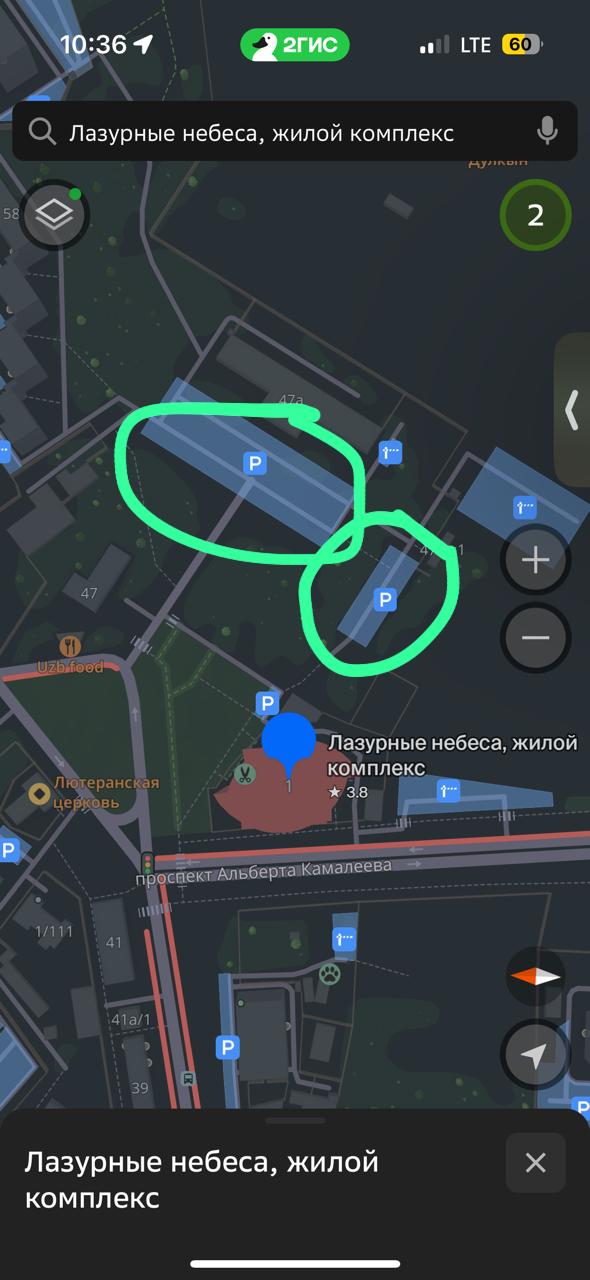 10:36
2ГИС
LTE
60
Лазурные небеса, жилой комплекс
Дулкын
58
2
47а
P
47
P
Uzb food
P
Лазурные небеса, жилой
комплекс
★ 3.8
1
Лютеранская
церковь
P
проспект Альберта Камалеева
1/111
41
41а/1
P
39
P
Лазурные небеса, жилой
комплекс